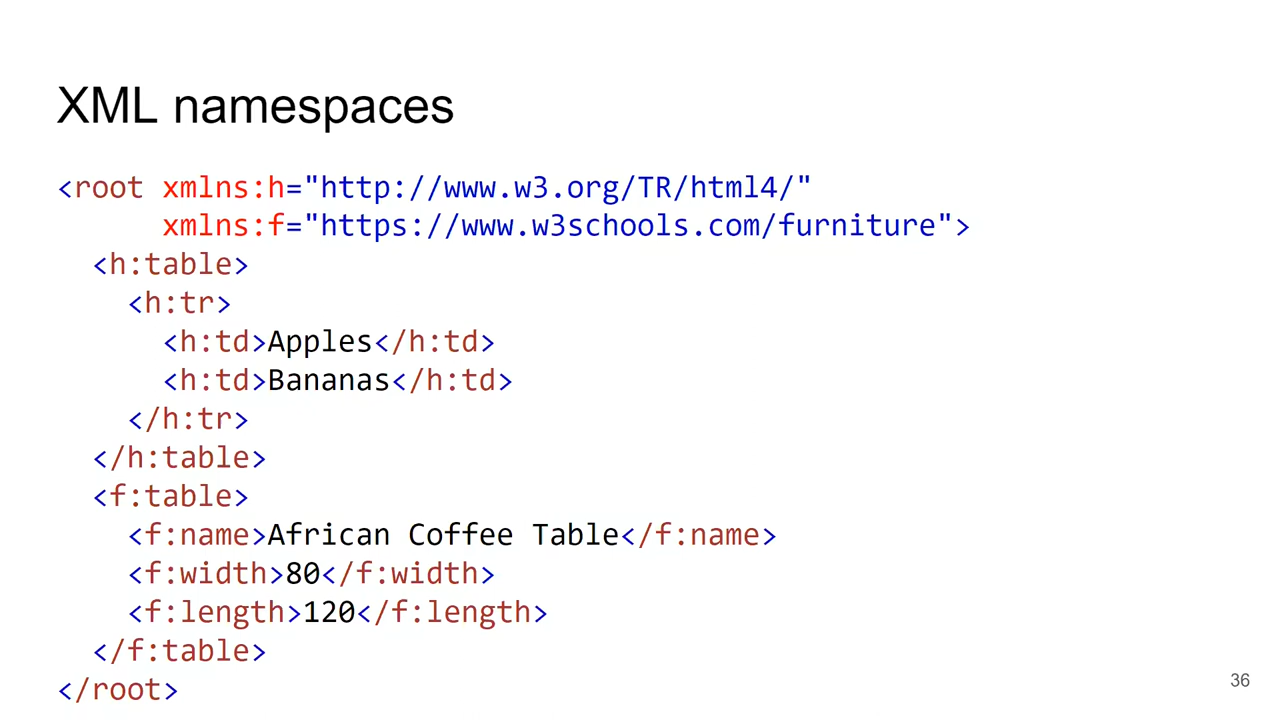 XML namespaces
<root xmlns:h="http://www.w3.org/TR/html4/"
xmlns:f="https://www.w3schools.com/furniture">
<h:table>
<h:tr>
<h:td>Apples</h:td>
<h:td>Bananas</h:td>
</h:tr>
</h:table>
<f:table>
<f:name>African Coffee Table</f:name>
<f:width>80</f:width>
<f:length>120</f:length>
</f:table>
</root>
36